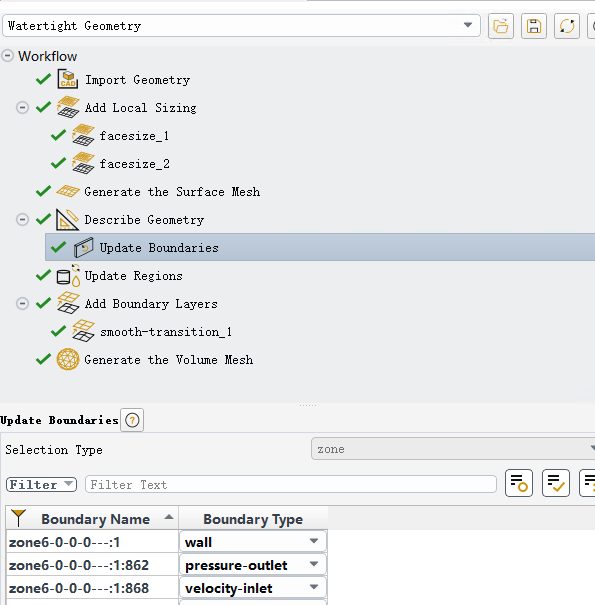 Watertight Geometry
Workflow
CAD
Import Geometry
Add Local Sizing
facesize_1
facesize_2
Generate the Surface Mesh
Describe Geometry
Update Boundaries
Update Regions
Add Boundary Layers
smooth-transition_1
Generate the Volume Mesh
Update Boundaries ?
Selection Type zone
Filter Filter Text
Boundary Name Boundary Type
zone6-0-0-0---:1 wall
zone6-0-0-0---:1:862 pressure-outlet
zone6-0-0-0---:1:868 velocity-inlet